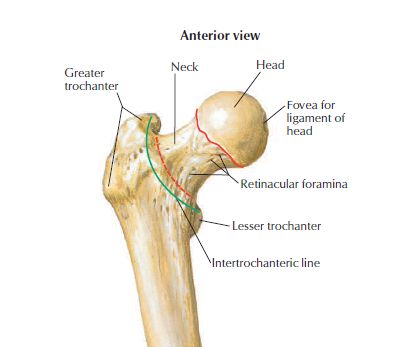 Anterior view
Greater
trochanter
Neck
Head
Fovea for
ligament of
head
Retinacular foramina
Lesser trochanter
Intertrochanteric line